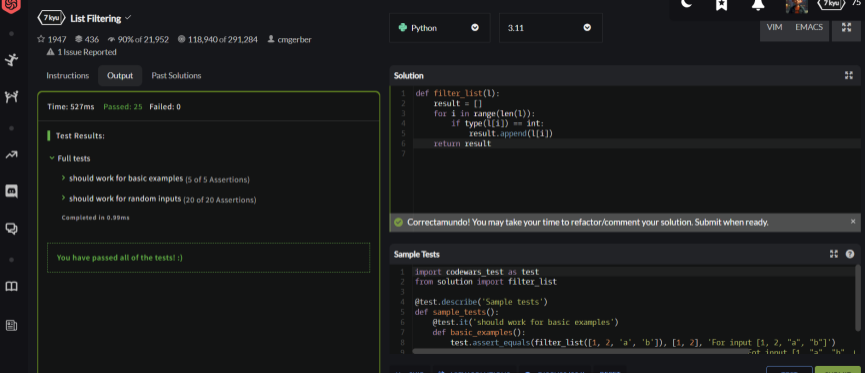 7 kyu List Filtering
1947 436 90% of 21,952 118,940 of 291,284 cmgerber
1 Issue Reported
7 kyu 75
Python 3.11 VIM EMACS
Instructions Output Past Solutions
Time: 527ms Passed: 25 Failed: 0
Test Results:
Full tests
should work for basic examples (5 of 5 Assertions)
should work for random inputs (20 of 20 Assertions)
Completed in 0.99ms
You have passed all of the tests! :)
Solution
1 def filter_list(l):
2 result = []
3 for i in range(len(l)):
4 if type(l[i]) == int:
5 result.append(l[i])
6 return result
7
Correctamundo! You may take your time to refactor/comment your solution. Submit when ready. ×
Sample Tests
1 import codewars_test as test
2 from solution import filter_list
3
4 @test.describe('Sample tests')
5 def sample_tests():
6 @test.it('should work for basic examples')
7 def basic_examples():
8 test.assert_equals(filter_list([1, 2, 'a', 'b']), [1, 2], 'For input [1, 2, "a", "b"]')
9